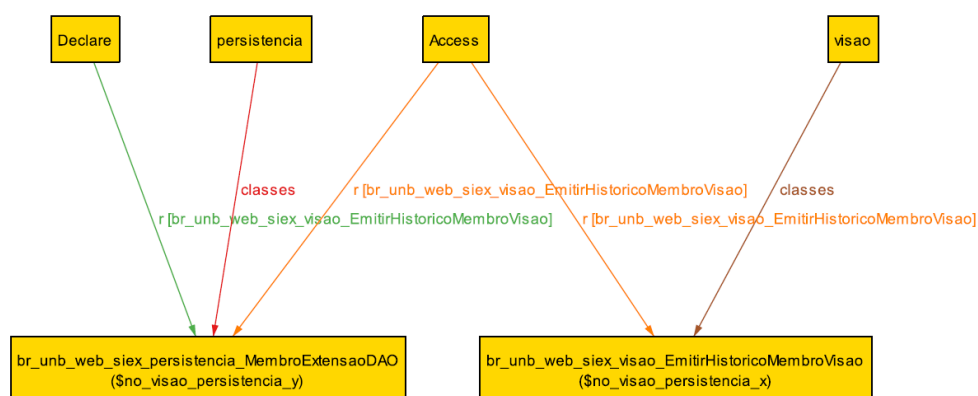 Declare
persistencia
Access
visao
classes
r [br_unb_web_siex_visao_EmitirHistoricoMembroVisao]
classes
r [br_unb_web_siex_visao_EmitirHistoricoMembroVisao]
r [br_unb_web_siex_visao_EmitirHistoricoMembroVisao]
br_unb_web_siex_persistencia_MembroExtensaoDAO
($no_visao_persistencia_y)
br_unb_web_siex_visao_EmitirHistoricoMembroVisao
($no_visao_persistencia_x)